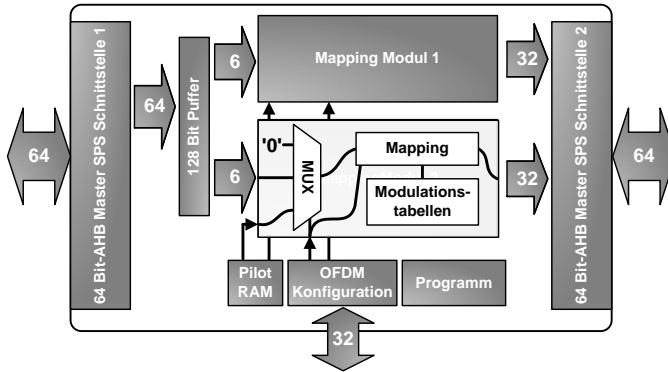 64 Bit-AHB Master SPS Schnittstelle 1
64
64
128 Bit Puffer
6
Mapping Modul 1
32
6
'0'
MUX
Mapping
Modulations-
tabellen
32
64 Bit-AHB Master SPS Schnittstelle 2
64
Pilot
RAM
OFDM
Konfiguration
Programm
32